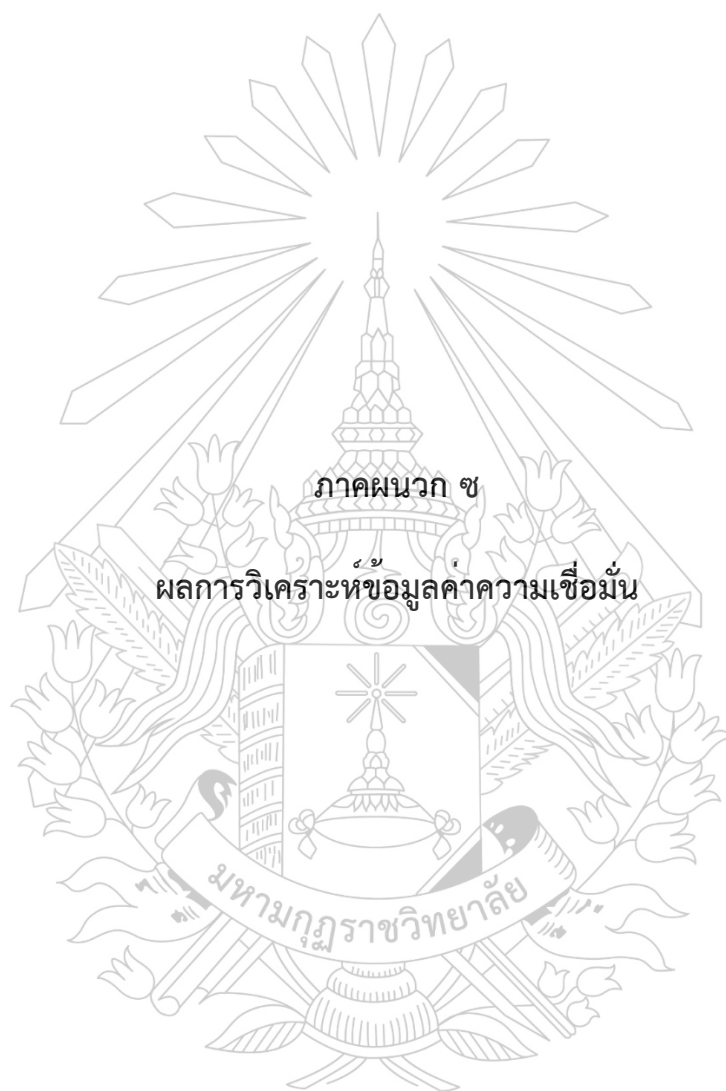 ภาคผนวก ซ
ผลการวิเคราะห์ข้อมูลค่าความเชื่อมั่น
มหามกุฏราชวิทยาลัย